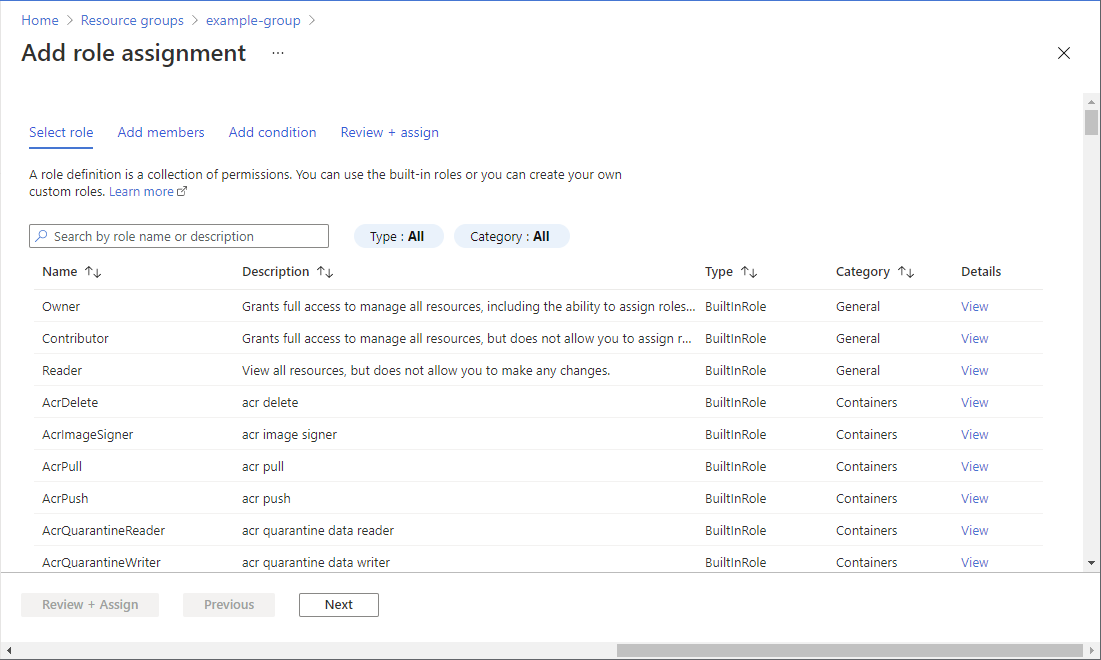 Home > Resource groups > example-group >
Add role assignment ...
Select role Add members Add condition Review + assign
A role definition is a collection of permissions. You can use the built-in roles or you can create your own
custom roles. Learn more
Search by role name or description Type : All Category : All
Name ↑↓ Description ↑↓ Type ↑↓ Category ↑↓ Details
Owner Grants full access to manage all resources, including the ability to assign roles... BuiltInRole General View
Contributor Grants full access to manage all resources, but does not allow you to assign r... BuiltInRole General View
Reader View all resources, but does not allow you to make any changes. BuiltInRole General View
AcrDelete acr delete BuiltInRole Containers View
AcrImageSigner acr image signer BuiltInRole Containers View
AcrPull acr pull BuiltInRole Containers View
AcrPush acr push BuiltInRole Containers View
AcrQuarantineReader acr quarantine data reader BuiltInRole Containers View
AcrQuarantineWriter acr quarantine data writer BuiltInRole Containers View
Review + Assign Previous Next